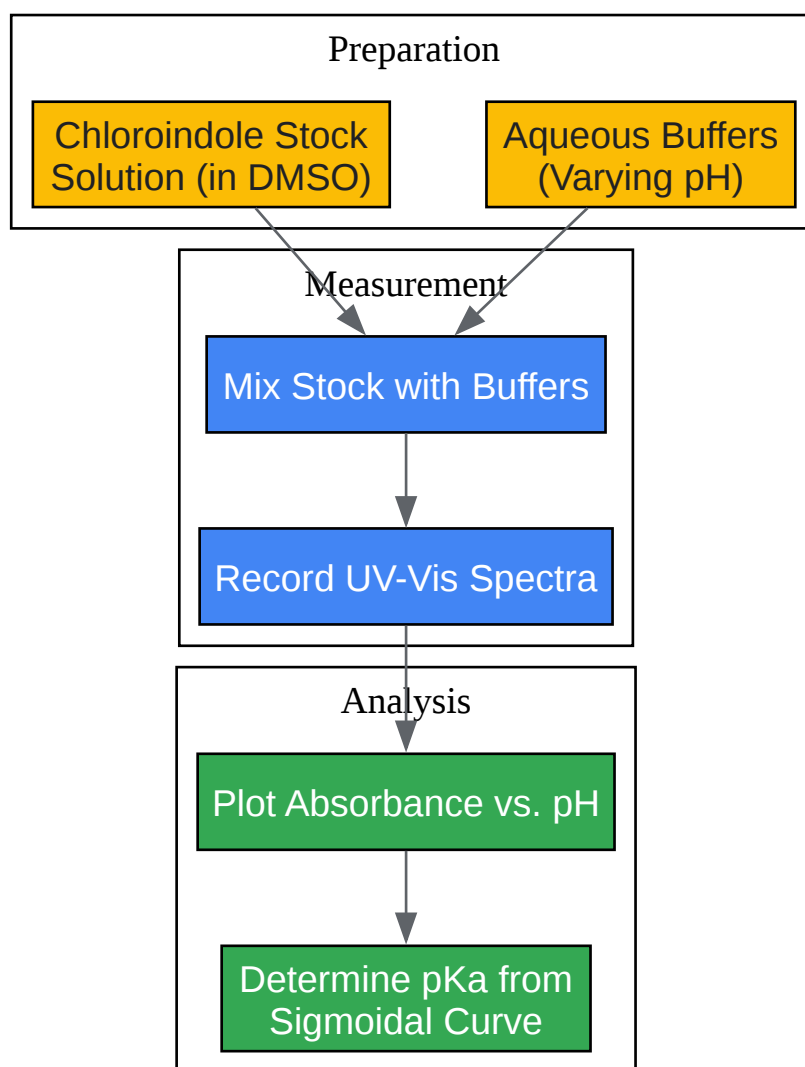 Preparation
Chloroindole Stock
Solution (in DMSO)
Aqueous Buffers
(Varying pH)
Measurement
Mix Stock with Buffers
Record UV-Vis Spectra
Analysis
Plot Absorbance vs. pH
Determine pKa from
Sigmoidal Curve